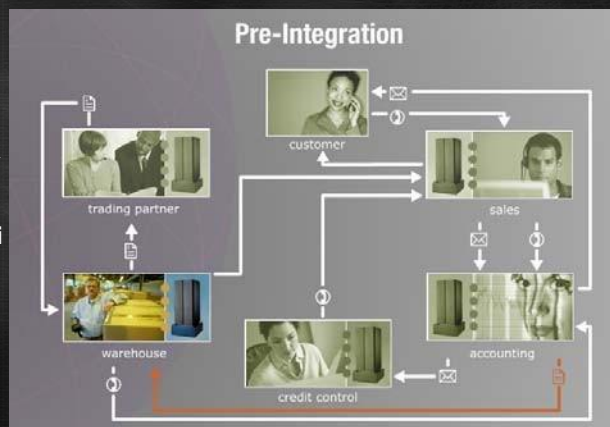 Pre-Integration
customer
trading partner
sales
warehouse
credit control
accounting